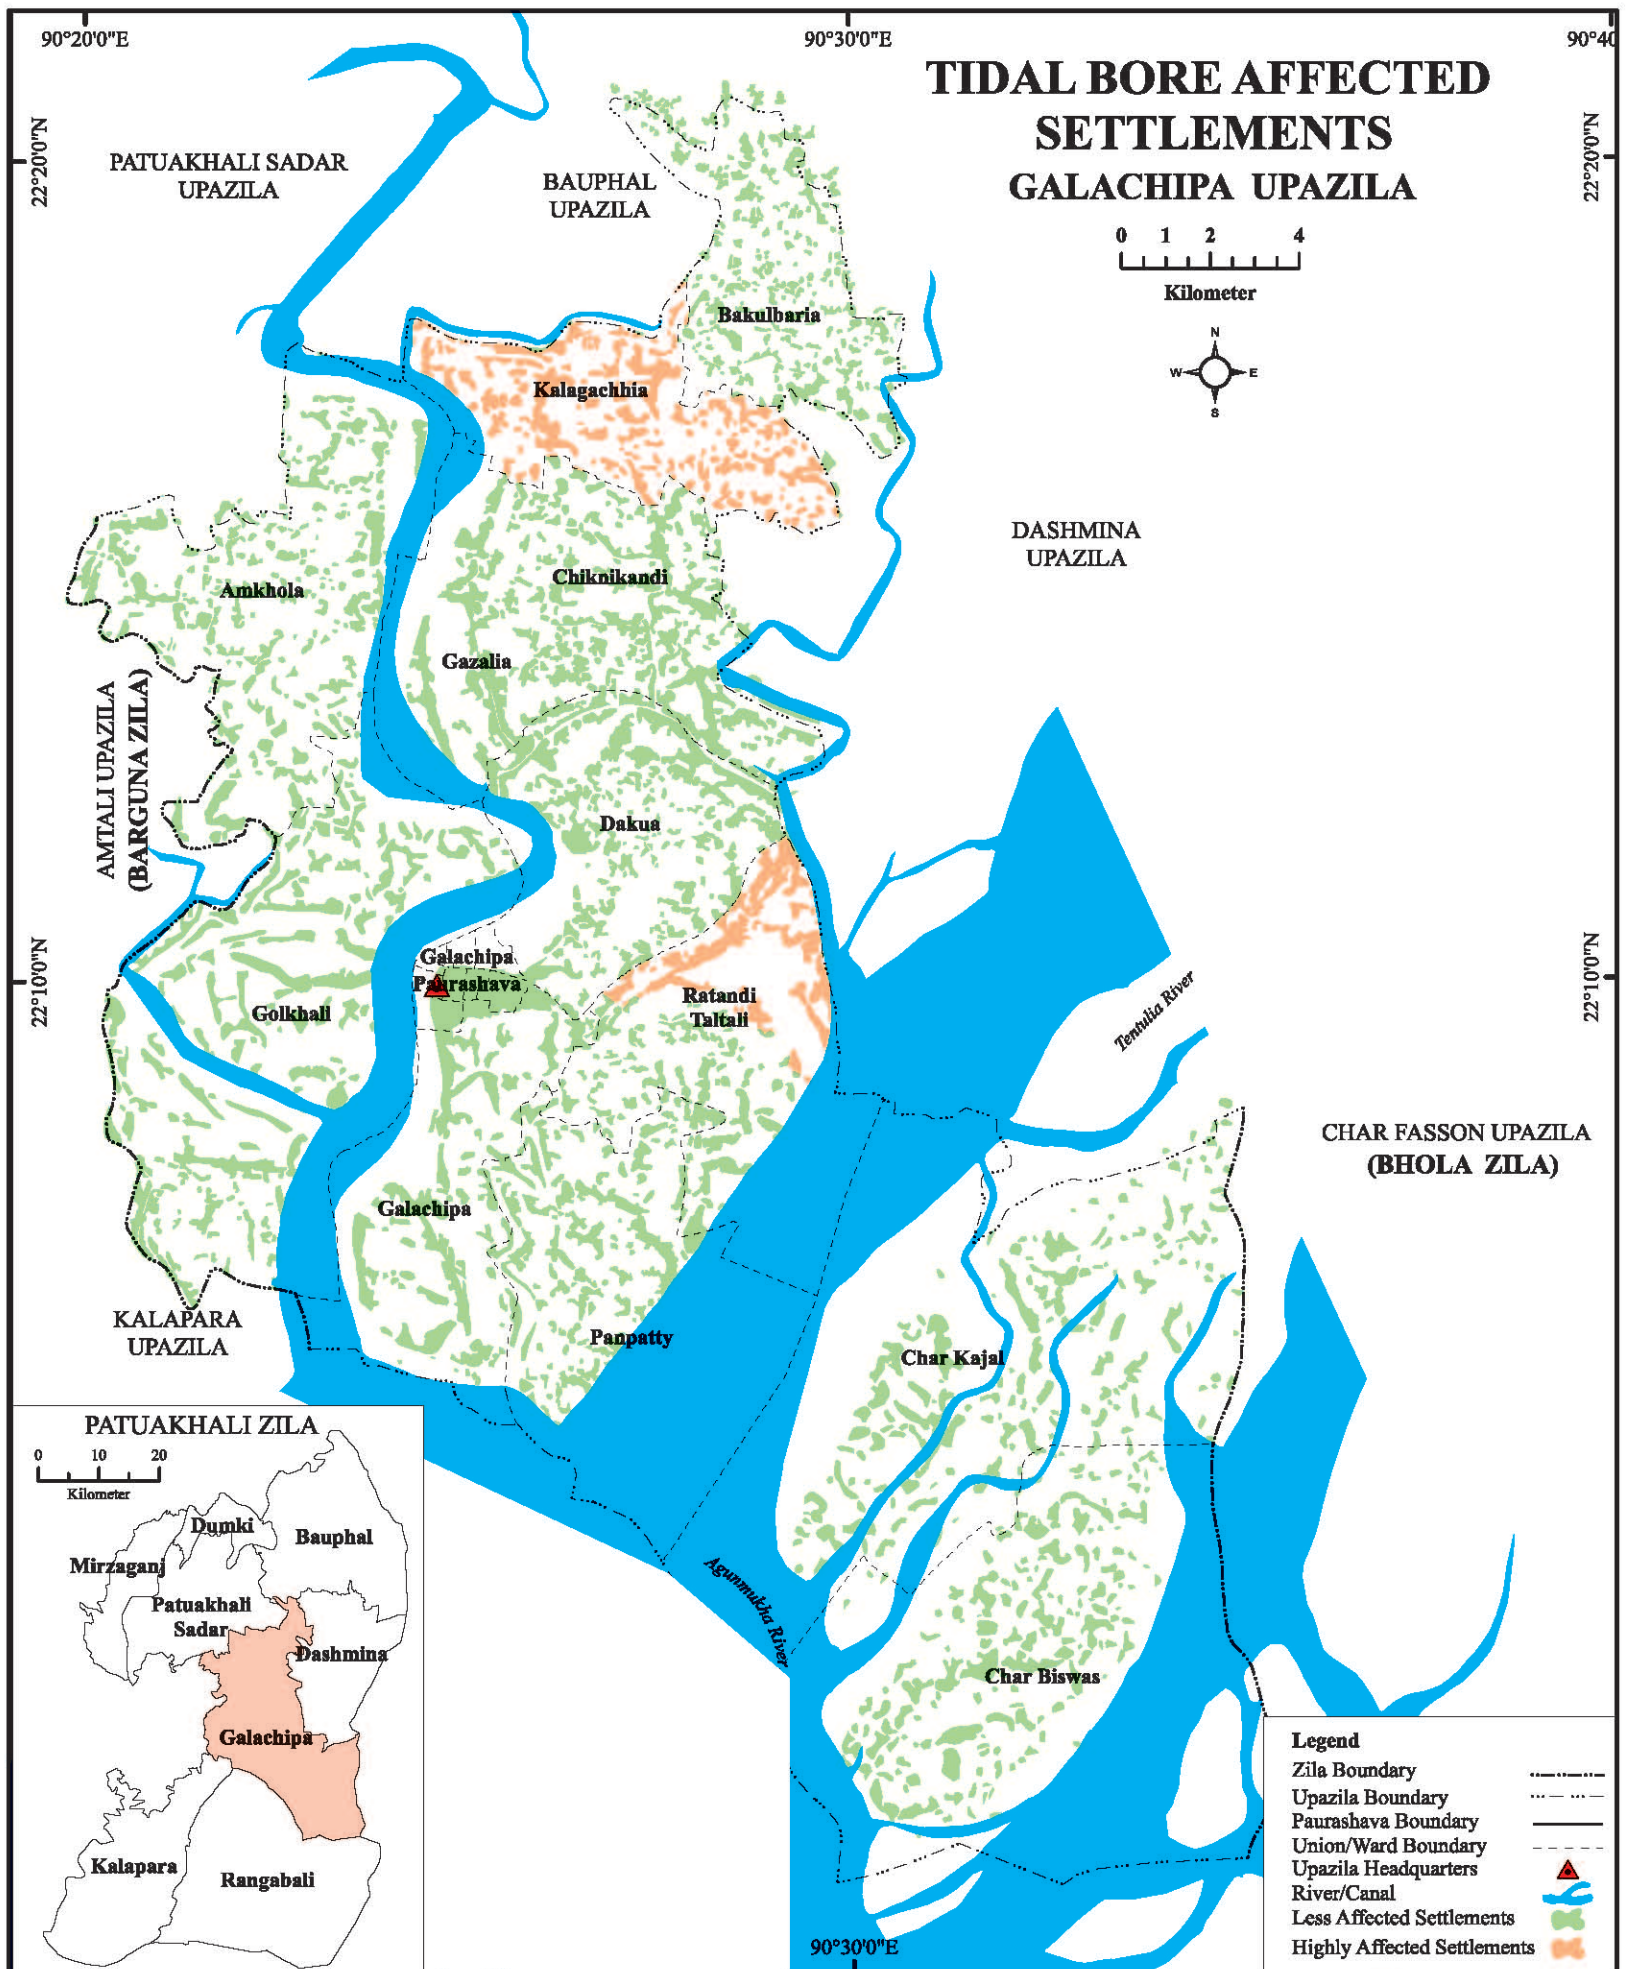 90°20'0"E
90°30'0"E
90°40
TIDAL BORE AFFECTED
SETTLEMENTS
GALACHIPA UPAZILA
22°20'0"N
22°20'0"N
PATUAKHALI SADAR
UPAZILA
BAUPHAL
UPAZILA
0 1 2 4
Kilometer
N
W E
S
Bakulbaria
Kalagachhia
DASHMINA
UPAZILA
Chiknikandi
Amkhola
Gazalia
AMTALI UPAZILA
(BARGUNA ZILA)
Dakua
Galachipa
Paurashava
22°10'0"N
22°10'0"N
Golkhali
Ratandi
Taltali
Tentulia River
CHAR FASSON UPAZILA
(BHOLA ZILA)
Galachipa
KALAPARA
UPAZILA
Panpatty
Char Kajal
Agunmukha River
Char Biswas
PATUAKHALI ZILA
0 10 20
Kilometer
Dumki
Bauphal
Mirzaganj
Patuakhali
Sadar
Dashmina
Galachipa
Kalapara
Rangabali
90°30'0"E
Legend
Zila Boundary
Upazila Boundary
Paurashava Boundary
Union/Ward Boundary
Upazila Headquarters
River/Canal
Less Affected Settlements
Highly Affected Settlements